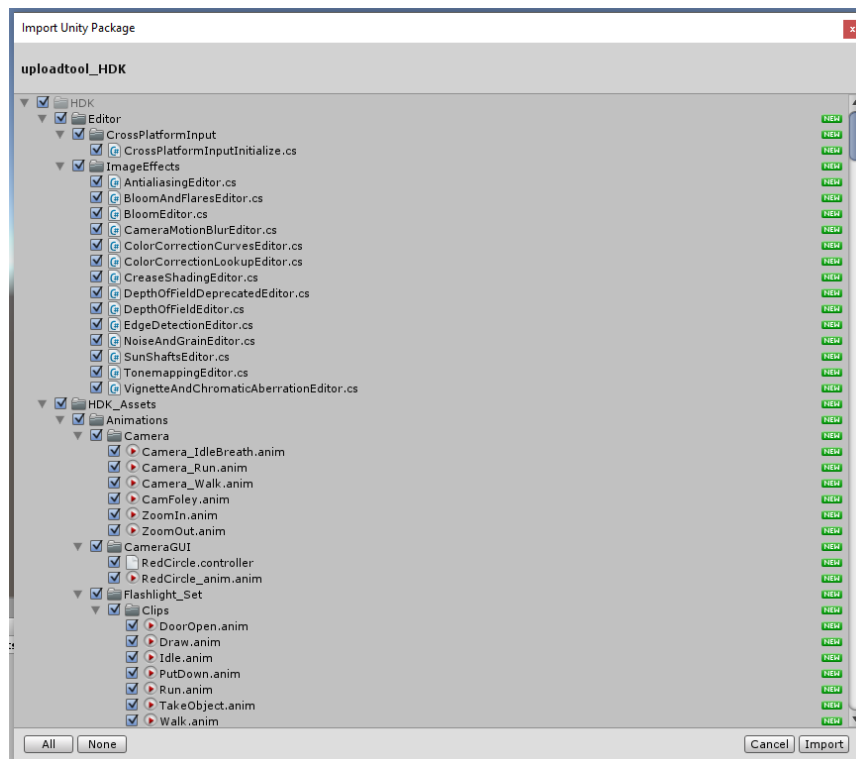 Import Unity Package
x
uploadtool_HDK
HDK
Editor NEW
CrossPlatformInput NEW
CrossPlatformInputInitialize.cs NEW
ImageEffects NEW
AntialiasingEditor.cs NEW
BloomAndFlaresEditor.cs NEW
BloomEditor.cs NEW
CameraMotionBlurEditor.cs NEW
ColorCorrectionCurvesEditor.cs NEW
ColorCorrectionLookupEditor.cs NEW
CreaseShadingEditor.cs NEW
DepthOfFieldDeprecatedEditor.cs NEW
DepthOfFieldEditor.cs NEW
EdgeDetectionEditor.cs NEW
NoiseAndGrainEditor.cs NEW
SunShaftsEditor.cs NEW
TonemappingEditor.cs NEW
VignetteAndChromaticAberrationEditor.cs NEW
HDK_Assets NEW
Animations NEW
Camera NEW
Camera_IdleBreath.anim NEW
Camera_Run.anim NEW
Camera_Walk.anim NEW
CamFoley.anim NEW
ZoomIn.anim NEW
ZoomOut.anim NEW
CameraGUI NEW
RedCircle.controller NEW
RedCircle_anim.anim NEW
Flashlight_Set NEW
Clips NEW
DoorOpen.anim NEW
Draw.anim NEW
Idle.anim NEW
PutDown.anim NEW
Run.anim NEW
TakeObject.anim NEW
Walk.anim NEW
All None Cancel Import